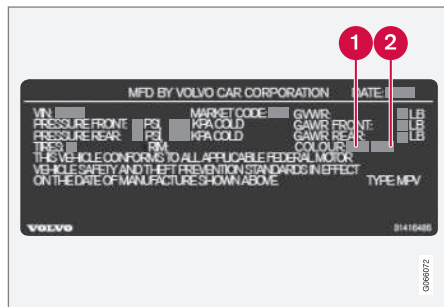 1 2
MFD BY VOLVO CAR CORPORATION DATE:
VIN: MARKET CODE: GVWR: LB
PRESSURE FRONT: PSI, KPA COLD GAWR FRONT: LB
PRESSURE REAR: PSI, KPA COLD GAWR REAR: LB
TIRES: RIM: COLOUR:
THIS VEHICLE CONFORMS TO ALL APPLICABLE FEDERAL MOTOR
VEHICLE SAFETY AND THEFT PREVENTION STANDARDS IN EFFECT
ON THE DATE OF MANUFACTURE SHOWN ABOVE. TYPE: MPV
VOLVO 31416486
G066072